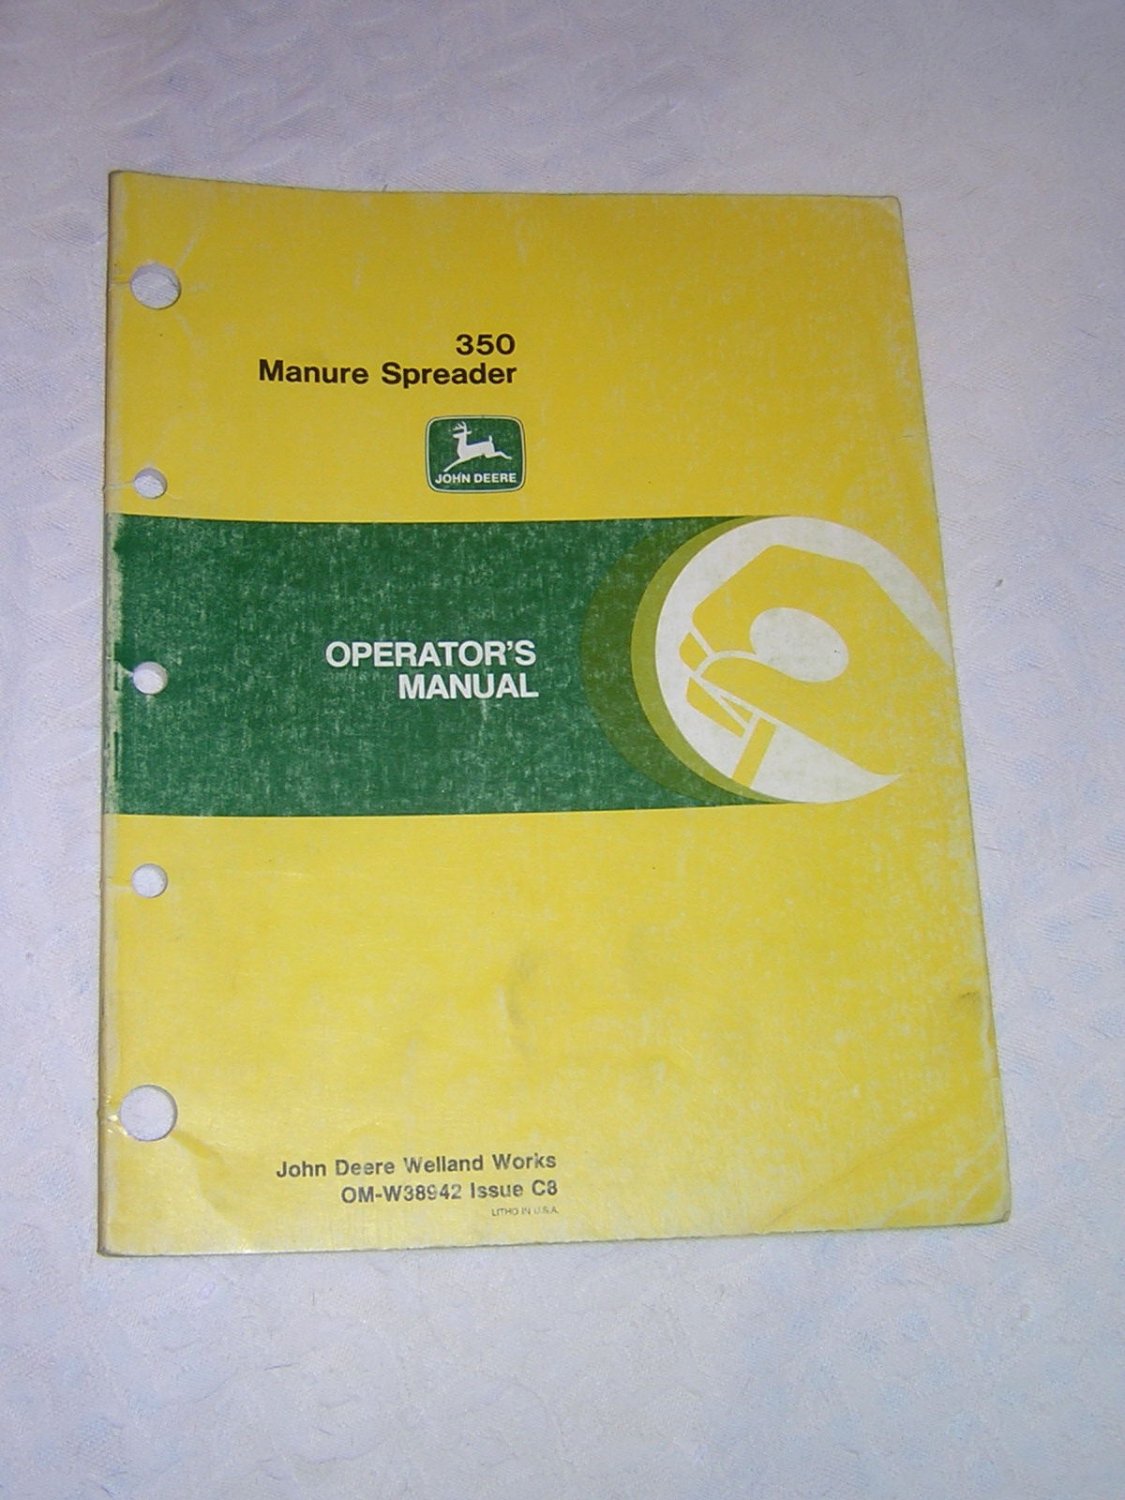 350
Manure Spreader
JOHN DEERE
OPERATOR'S
MANUAL
John Deere Welland Works
OM-W38942 Issue C8
LITHO IN U.S.A.